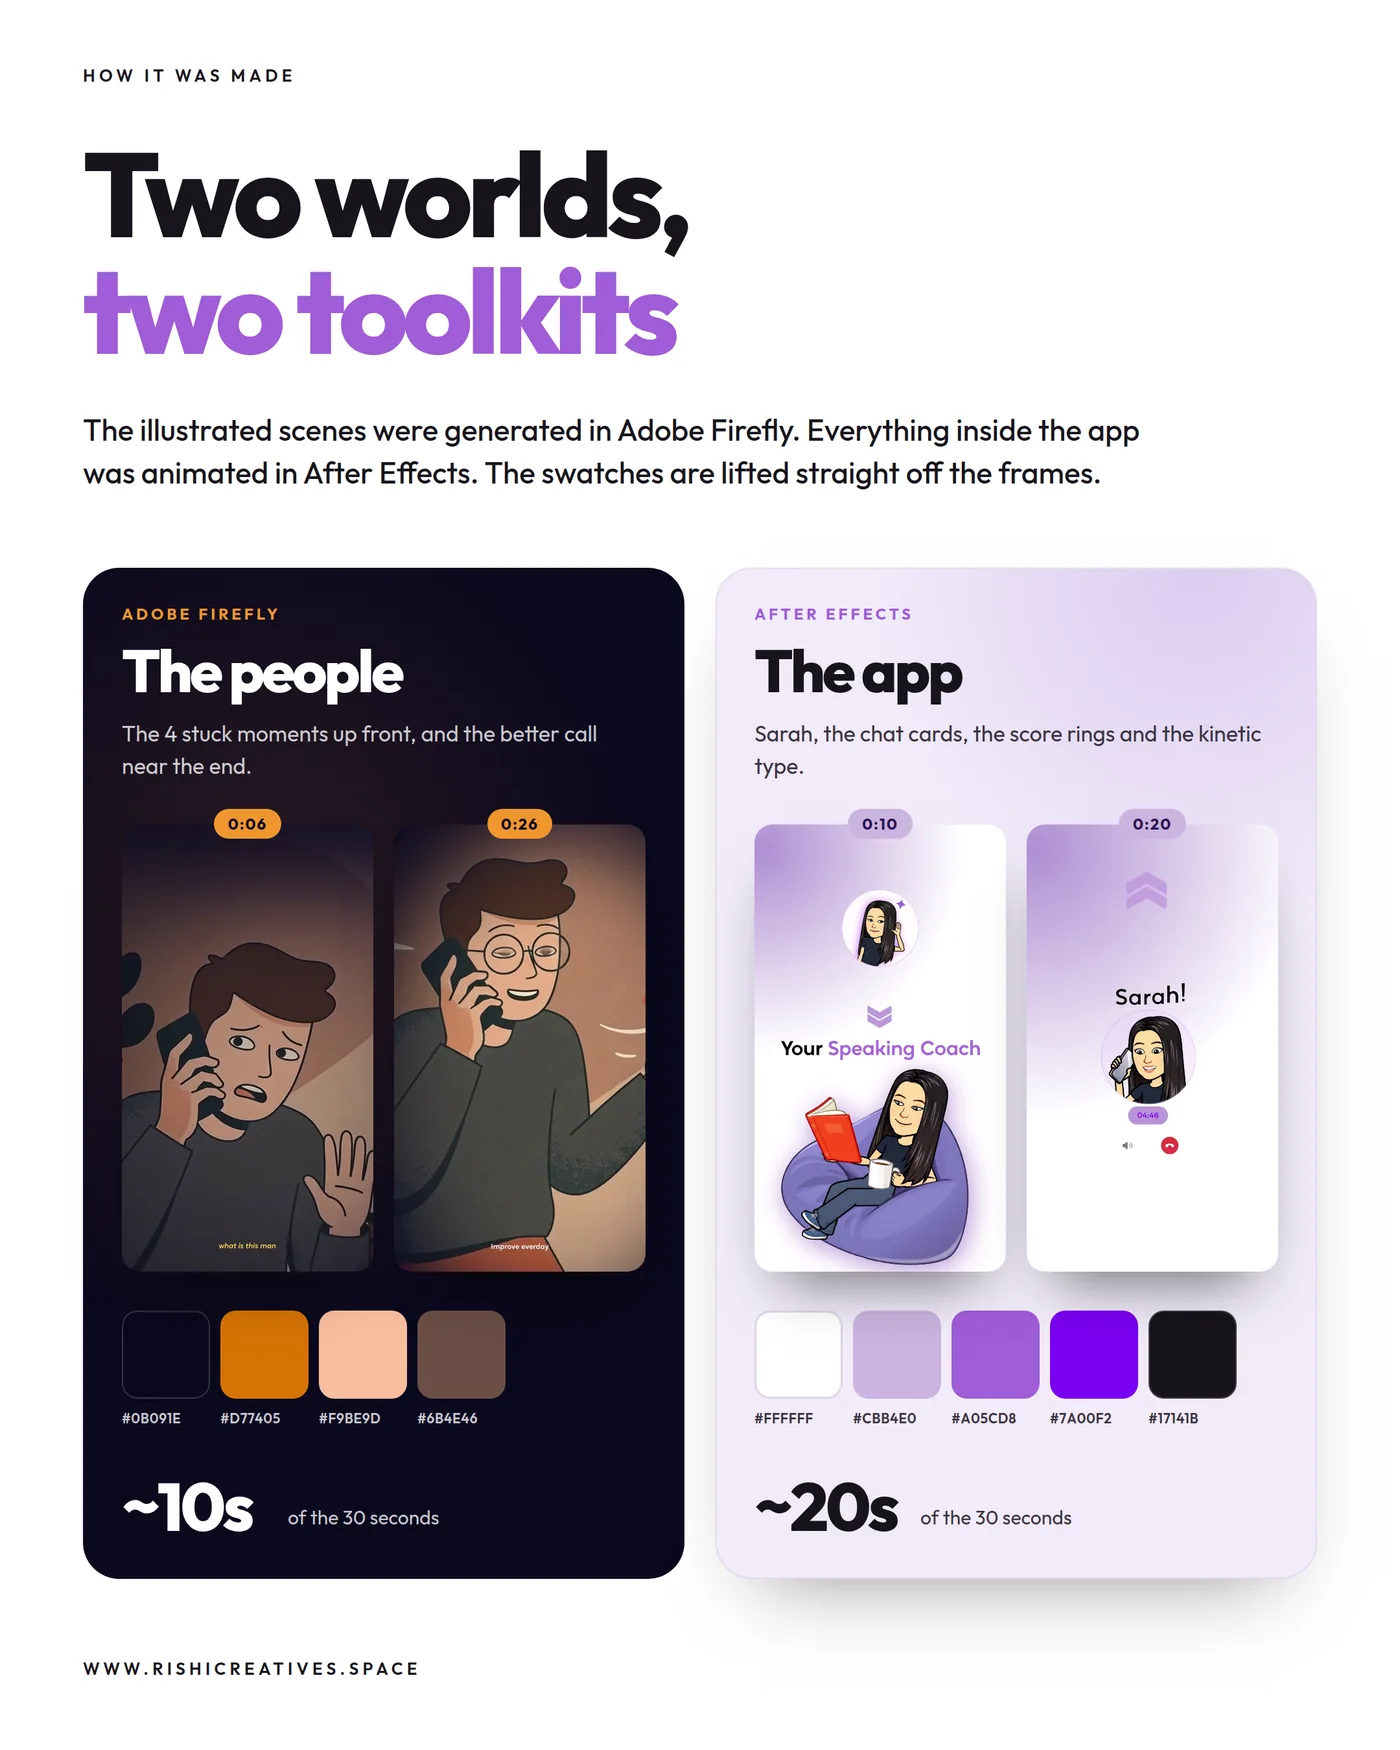 HOW IT WAS MADE
Two worlds,
two toolkits
The illustrated scenes were generated in Adobe Firefly. Everything inside the app
was animated in After Effects. The swatches are lifted straight off the frames.
ADOBE FIREFLY
The people
The 4 stuck moments up front, and the better call
near the end.
0:06
0:26
what is this man
Improve everday
#0B091E
#D77405
#F9BE9D
#6B4E46
~10s
of the 30 seconds
AFTER EFFECTS
The app
Sarah, the chat cards, the score rings and the kinetic
type.
0:10
0:20
Your Speaking Coach
Sarah!
04:46
#FFFFFF
#CBB4E0
#A05CD8
#7A00F2
#17141B
~20s
of the 30 seconds
WWW.RISHICREATIVES.SPACE